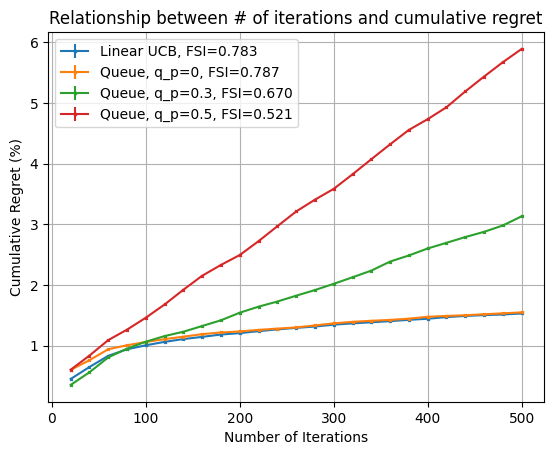 Relationship between # of iterations and cumulative regret
Linear UCB, FSI=0.783
Queue, q_p=0, FSI=0.787
Queue, q_p=0.3, FSI=0.670
Queue, q_p=0.5, FSI=0.521
Cumulative Regret (%)
6
5
4
3
2
1
0 100 200 300 400 500
Number of Iterations